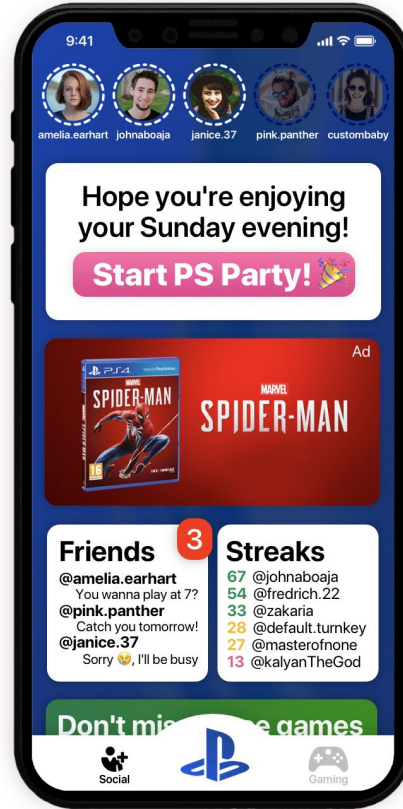 9:41
amelia.earhart johnaboaja janice.37 pink.panther custombaby
Hope you're enjoying
your Sunday evening!
Start PS Party! 🎉
Ad
PS4
MARVEL
SPIDER-MAN
16
MARVEL
SPIDER-MAN
Friends
3
@amelia.earhart
You wanna play at 7?
@pink.panther
Catch you tomorrow!
@janice.37
Sorry 😢, I'll be busy
Streaks
67 @johnaboaja
54 @fredrich.22
33 @zakaria
28 @default.turnkey
27 @masterofnone
13 @kalyanTheGod
Don't games
Social
Gaming